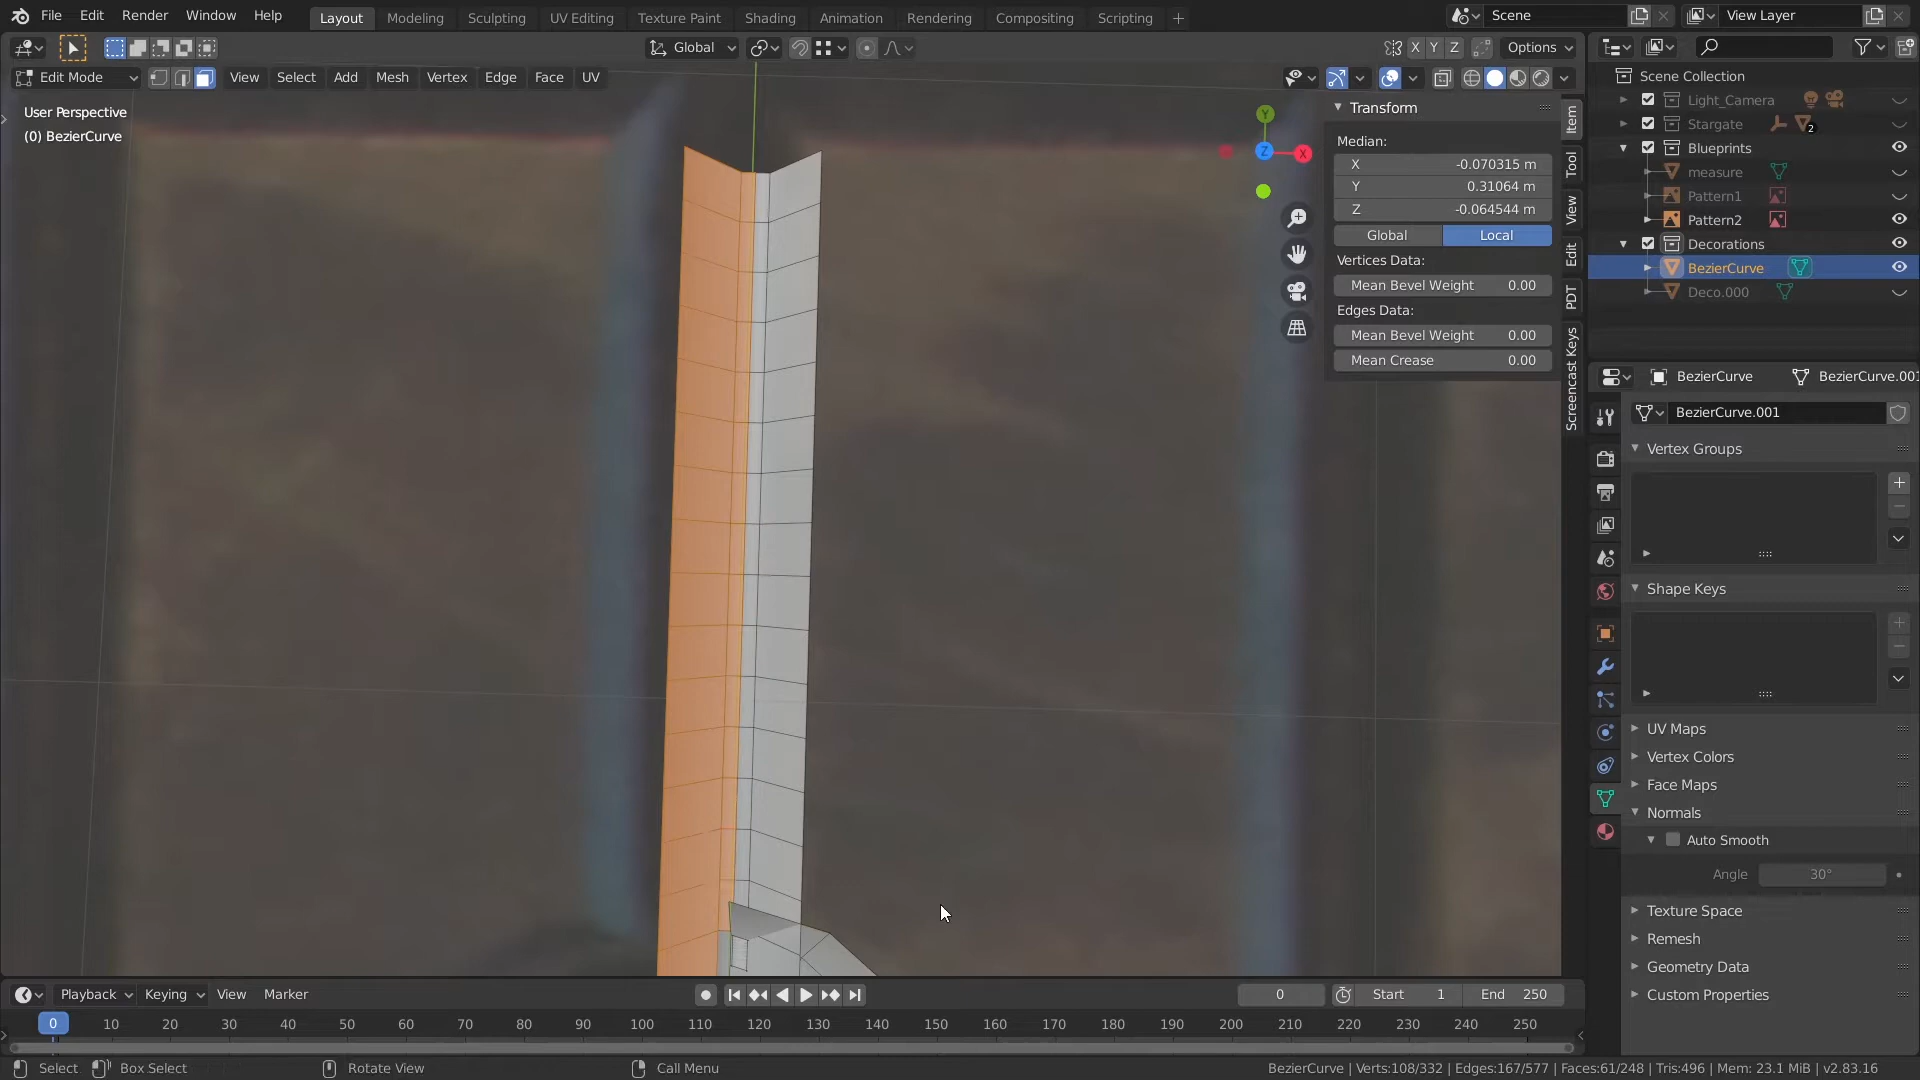 File Edit Render Window Help Layout Modeling Sculpting UV Editing Texture Paint Shading Animation Rendering Compositing Scripting + Scene View Layer
Global Options X Y Z
Edit Mode View Select Add Mesh Vertex Edge Face UV
User Perspective
(0) BezierCurve
Y
Z
X
Transform
Median:
X -0.070315 m
Y 0.31064 m
Z -0.064544 m
Global Local
Vertices Data:
Mean Bevel Weight 0.00
Edges Data:
Mean Bevel Weight 0.00
Mean Crease 0.00
Item
Tool
View
Edit
PDT
Screencast Keys
Scene Collection
Light_Camera
Stargate 2
Blueprints
measure
Pattern1
Pattern2
Decorations
BezierCurve
Deco.000
BezierCurve BezierCurve.001
BezierCurve.001
Vertex Groups
Shape Keys
UV Maps
Vertex Colors
Face Maps
Normals
Auto Smooth
Angle 30°
Texture Space
Remesh
Geometry Data
Custom Properties
Playback Keying View Marker 0 Start 1 End 250
0 10 20 30 40 50 60 70 80 90 100 110 120 130 140 150 160 170 180 190 200 210 220 230 240 250
Select Box Select Rotate View Call Menu BezierCurve | Verts:108/332 | Edges:167/577 | Faces:61/248 | Tris:496 | Mem: 23.1 MiB | v2.83.16